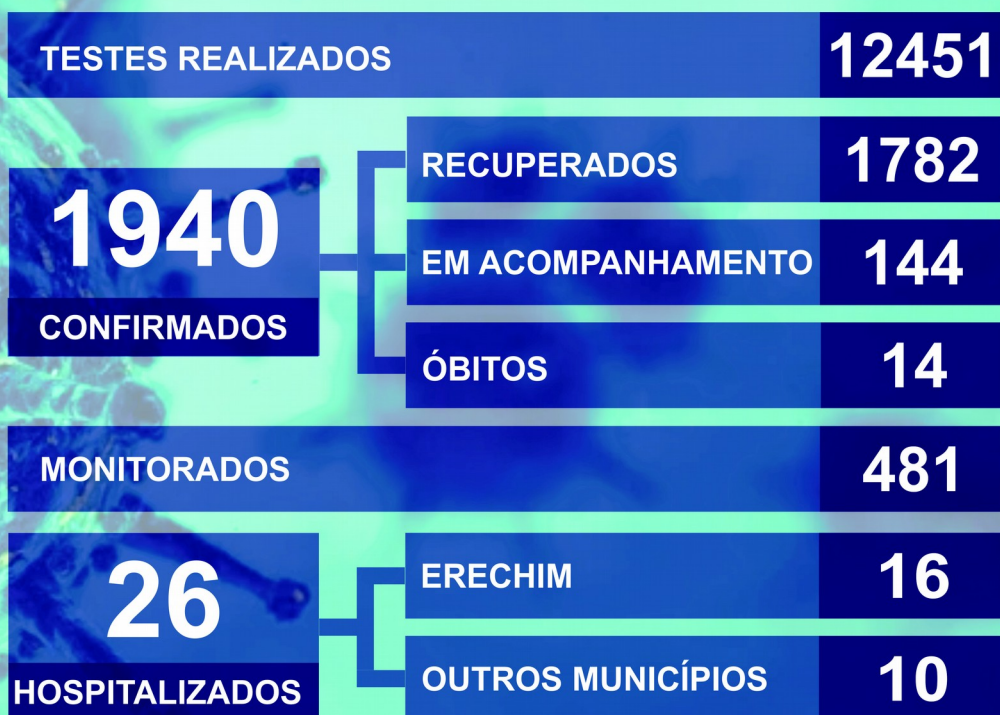 TESTES REALIZADOS 12451
1940
CONFIRMADOS
RECUPERADOS 1782
EM ACOMPANHAMENTO 144
ÓBITOS 14
MONITORADOS 481
26
HOSPITALIZADOS
ERECHIM 16
OUTROS MUNICÍPIOS 10